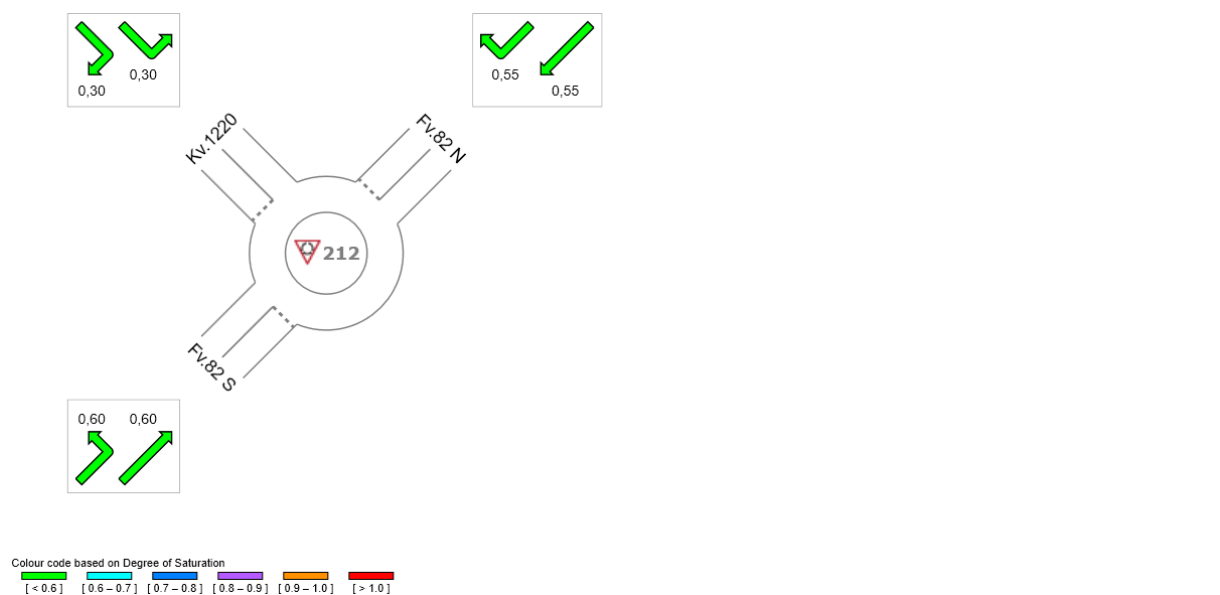 0,30
0,30
0,55
0,55
Kv.1220
Fv.82 N
212
Fv.82 S
0,60 0,60
Colour code based on Degree of Saturation
[ < 0.6 ] [ 0.6 – 0.7 ] [ 0.7 – 0.8 ] [ 0.8 – 0.9 ] [ 0.9 – 1.0 ] [ > 1.0 ]